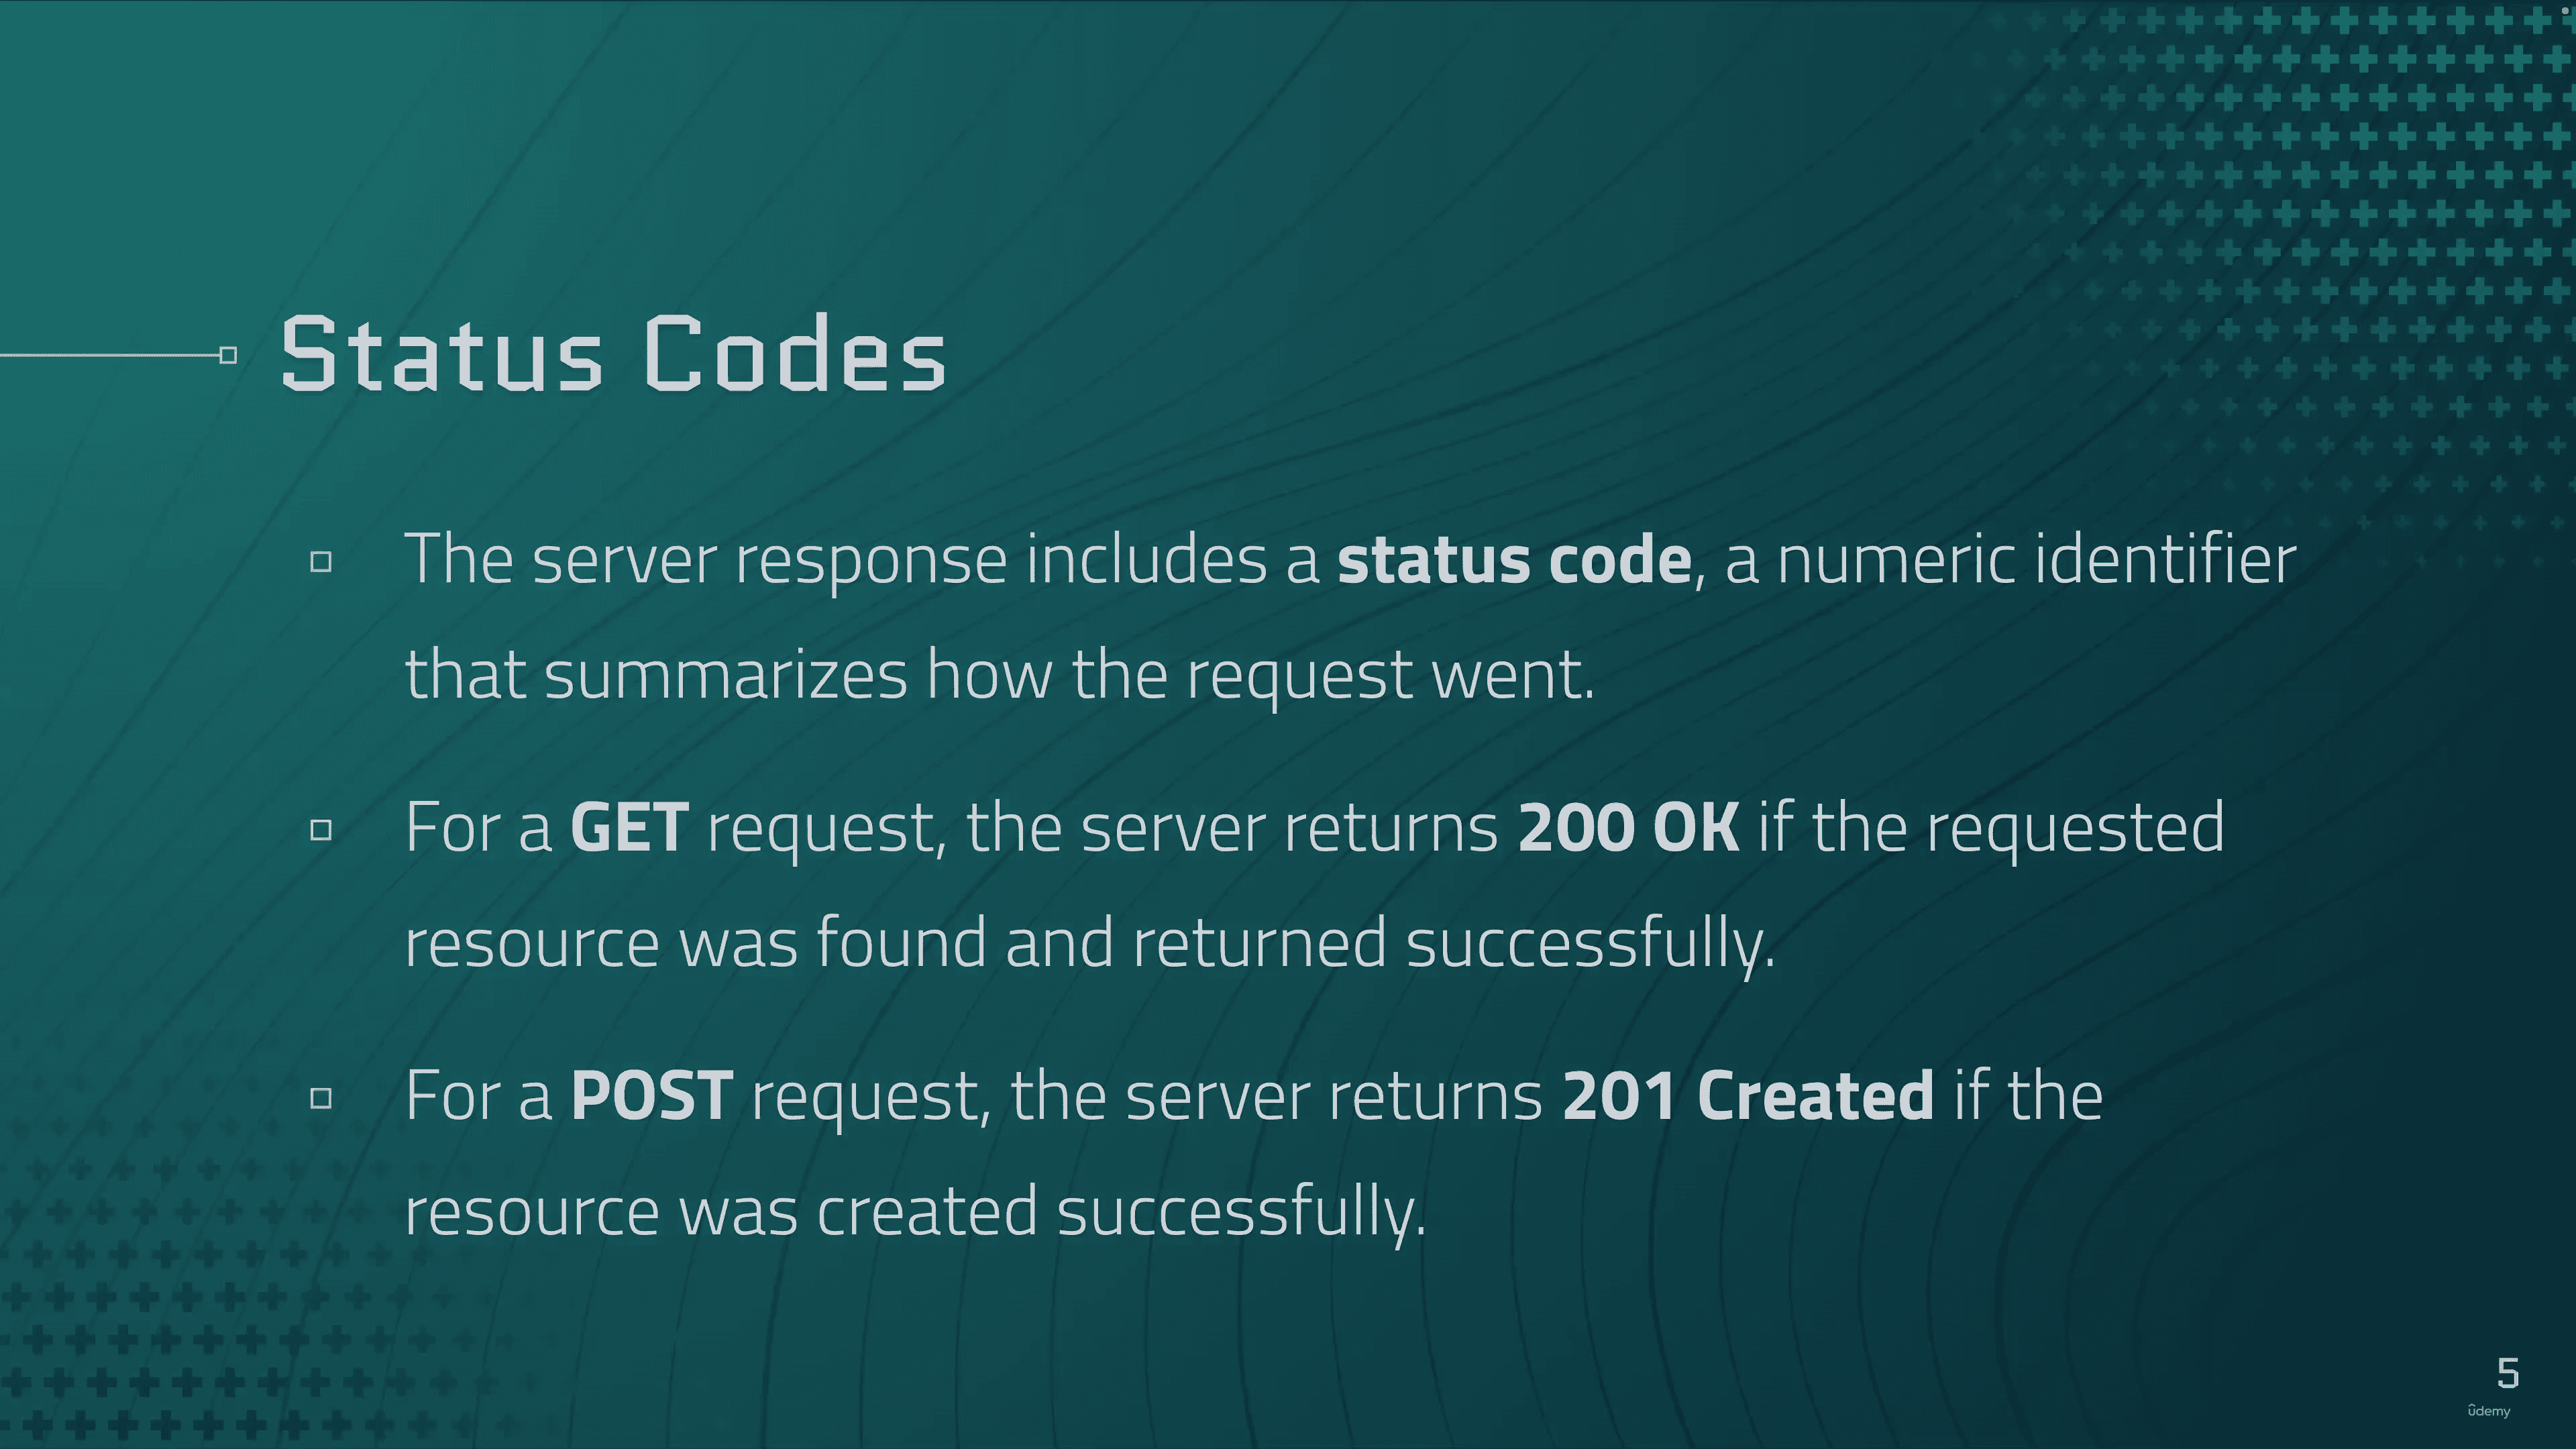 Status Codes
The server response includes a status code, a numeric identifier
that summarizes how the request went.
For a GET request, the server returns 200 OK if the requested
resource was found and returned successfully.
For a POST request, the server returns 201 Created if the
resource was created successfully.
5
ûdemy